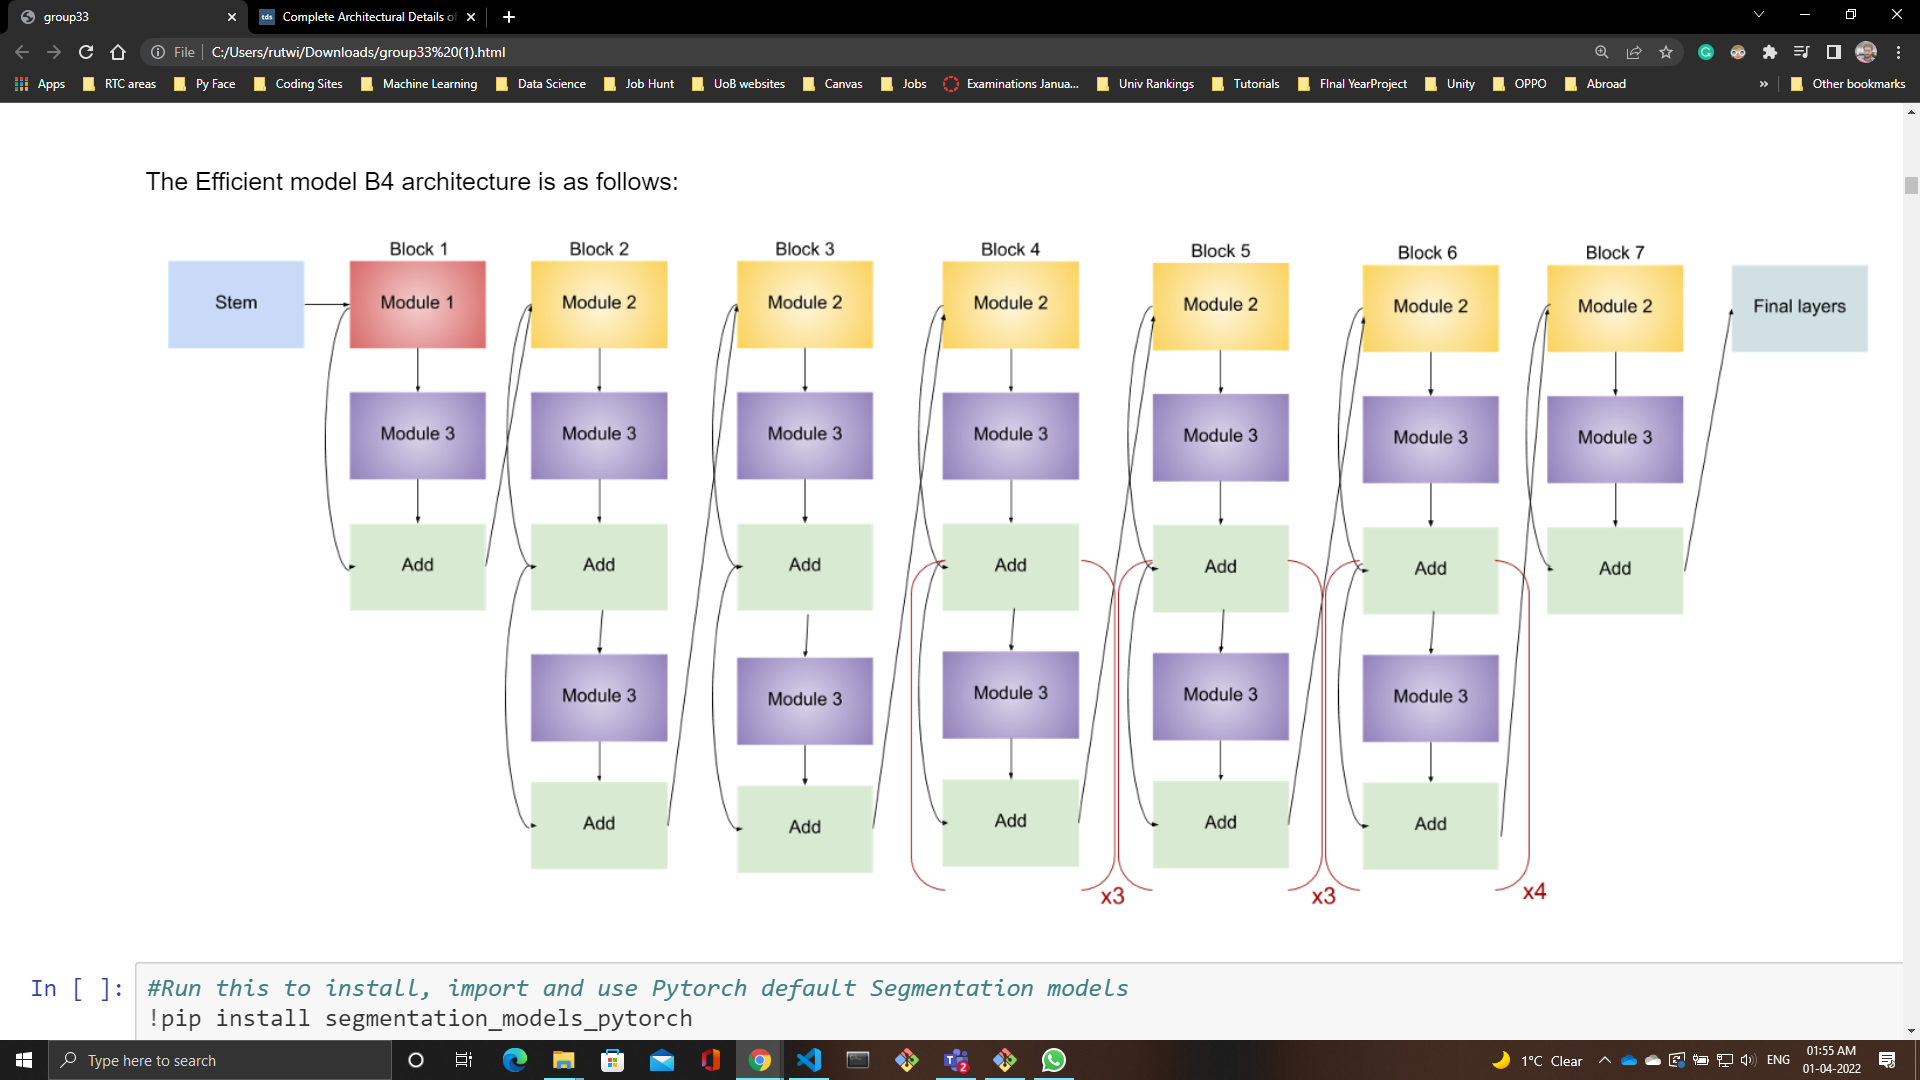 group33
Complete Architectural Details of
File
C:/Users/rutwi/Downloads/group33%20(1).html
Apps
RTC areas
Py Face
Coding Sites
Machine Learning
Data Science
Job Hunt
UoB websites
Canvas
Jobs
Examinations Janua...
Univ Rankings
Tutorials
FInal YearProject
Unity
OPPO
Abroad
»
Other bookmarks
The Efficient model B4 architecture is as follows:
Block 1
Block 2
Block 3
Block 4
Block 5
Block 6
Block 7
Stem
Module 1
Module 2
Module 2
Module 2
Module 2
Module 2
Module 2
Final layers
Module 3
Module 3
Module 3
Module 3
Module 3
Module 3
Module 3
Add
Add
Add
Add
Add
Add
Add
Module 3
Module 3
Module 3
Module 3
Module 3
Add
Add
Add
Add
Add
x3
x3
x4
In [ ]:
#Run this to install, import and use Pytorch default Segmentation models
!pip install segmentation_models_pytorch
Type here to search
2
1°C Clear
ENG
01:55 AM
01-04-2022